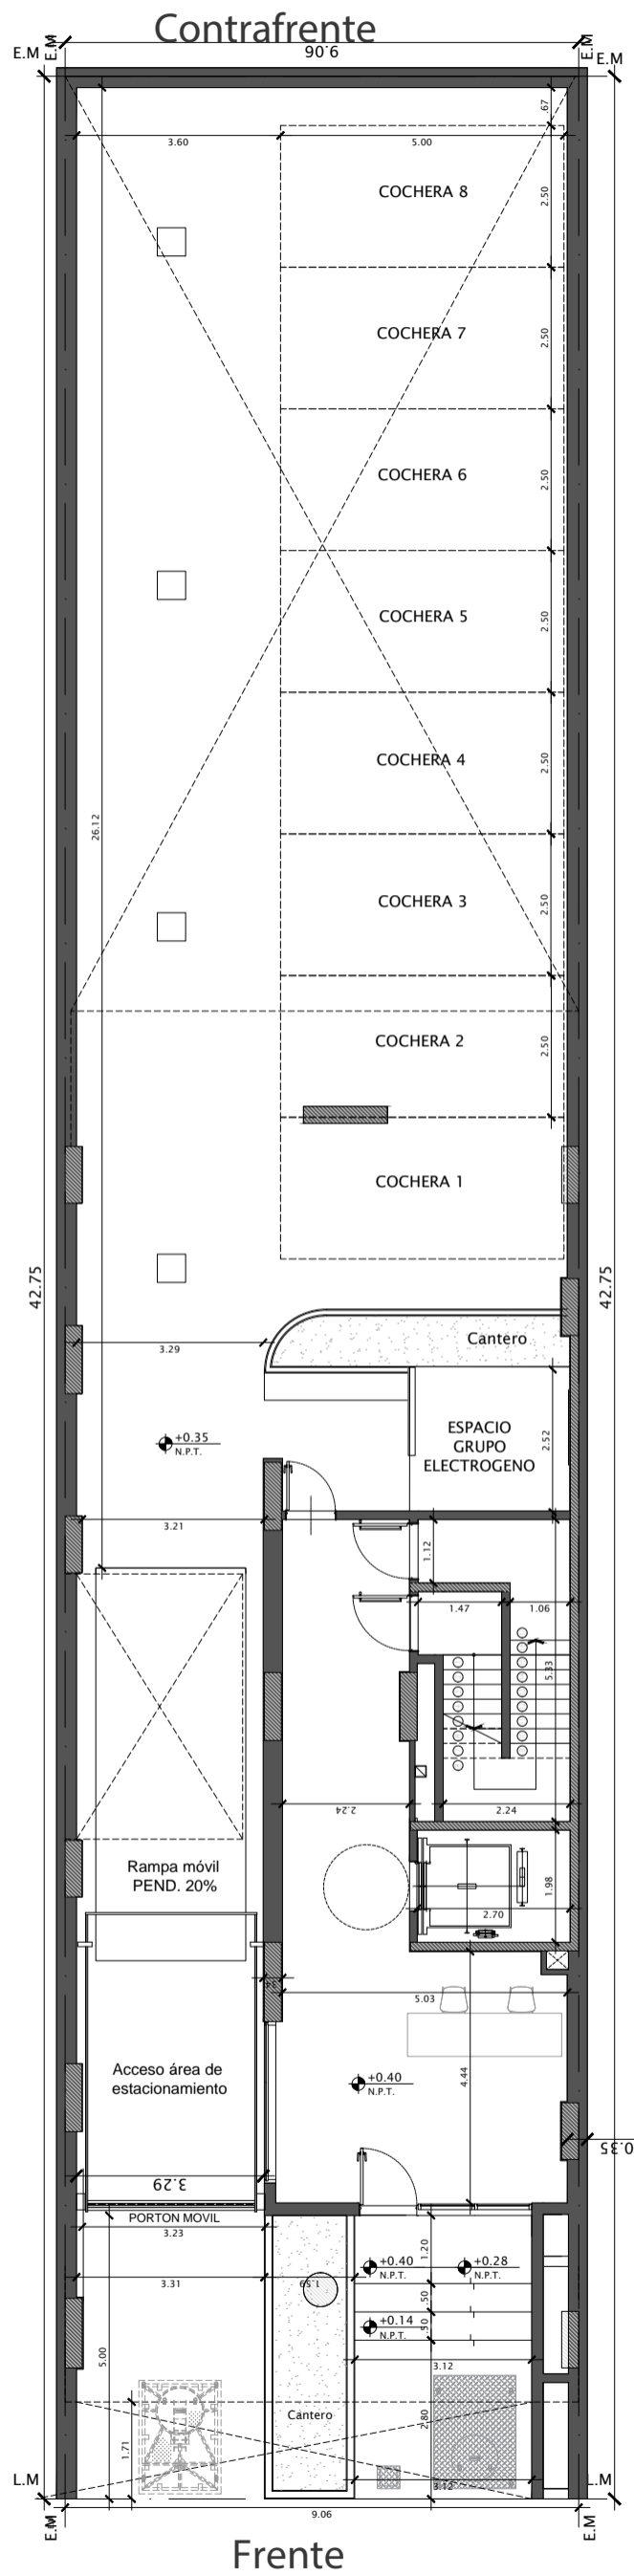 Contrafrente
9.06
E.M
E.M
E.M
E.M
.67
3.60
5.00
COCHERA 8
2.50
COCHERA 7
2.50
COCHERA 6
2.50
COCHERA 5
2.50
COCHERA 4
2.50
26.12
COCHERA 3
2.50
COCHERA 2
2.50
COCHERA 1
42.75
42.75
Cantero
3.29
ESPACIO
GRUPO
ELECTROGENO
2.52
+0.35
N.P.T.
3.21
1.12
1.47
1.06
5.33
2.24
2.24
Rampa móvil
PEND. 20%
1.98
2.70
5.03
Acceso área de
estacionamiento
+0.40
N.P.T.
4.44
0.35
3.29
PORTON MOVIL
3.23
1.20
+0.40
N.P.T.
+0.28
N.P.T.
3.31
1.59
.50
+0.14
N.P.T.
.50
5.00
3.12
Cantero
2.80
1.71
L.M
3.12
L.M
E.M
9.06
E.M
Frente